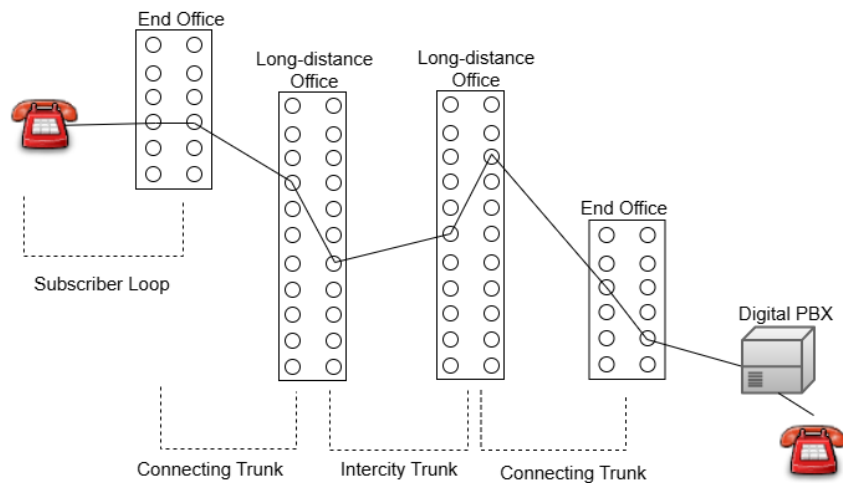 End Office
Long-distance
Office
Long-distance
Office
End Office
Digital PBX
Subscriber Loop
Connecting Trunk
Intercity Trunk
Connecting Trunk